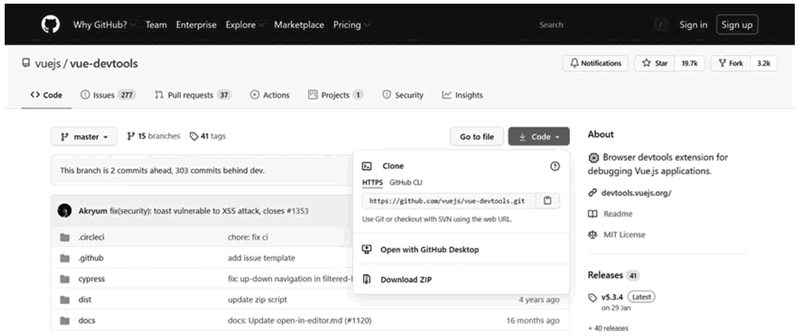 Why GitHub? Team Enterprise Explore Marketplace Pricing Search / Sign in Sign up
vuejs / vue-devtools Notifications Star 19.7k Fork 3.2k
Code Issues 277 Pull requests 37 Actions Projects 1 Security Insights
master 15 branches 41 tags Go to file Code
This branch is 2 commits ahead, 303 commits behind dev.
Akryum fix(security): toast vulnerable to XSS attack, closes #1353
.circleci chore: fix ci
.github add issue template
cypress fix: up-down navigation in filtered-l
dist update zip script 4 years ago
docs docs: Update open-in-editor.md (#1120) 16 months ago
Clone
HTTPS GitHub CLI
https://github.com/vuejs/vue-devtools.git
Use Git or checkout with SVN using the web URL.
Open with GitHub Desktop
Download ZIP
About
Browser devtools extension for
debugging Vue.js applications.
devtools.vuejs.org/
Readme
MIT License
Releases 41
v5.3.4 Latest
on 29 Jan
+ 40 releases